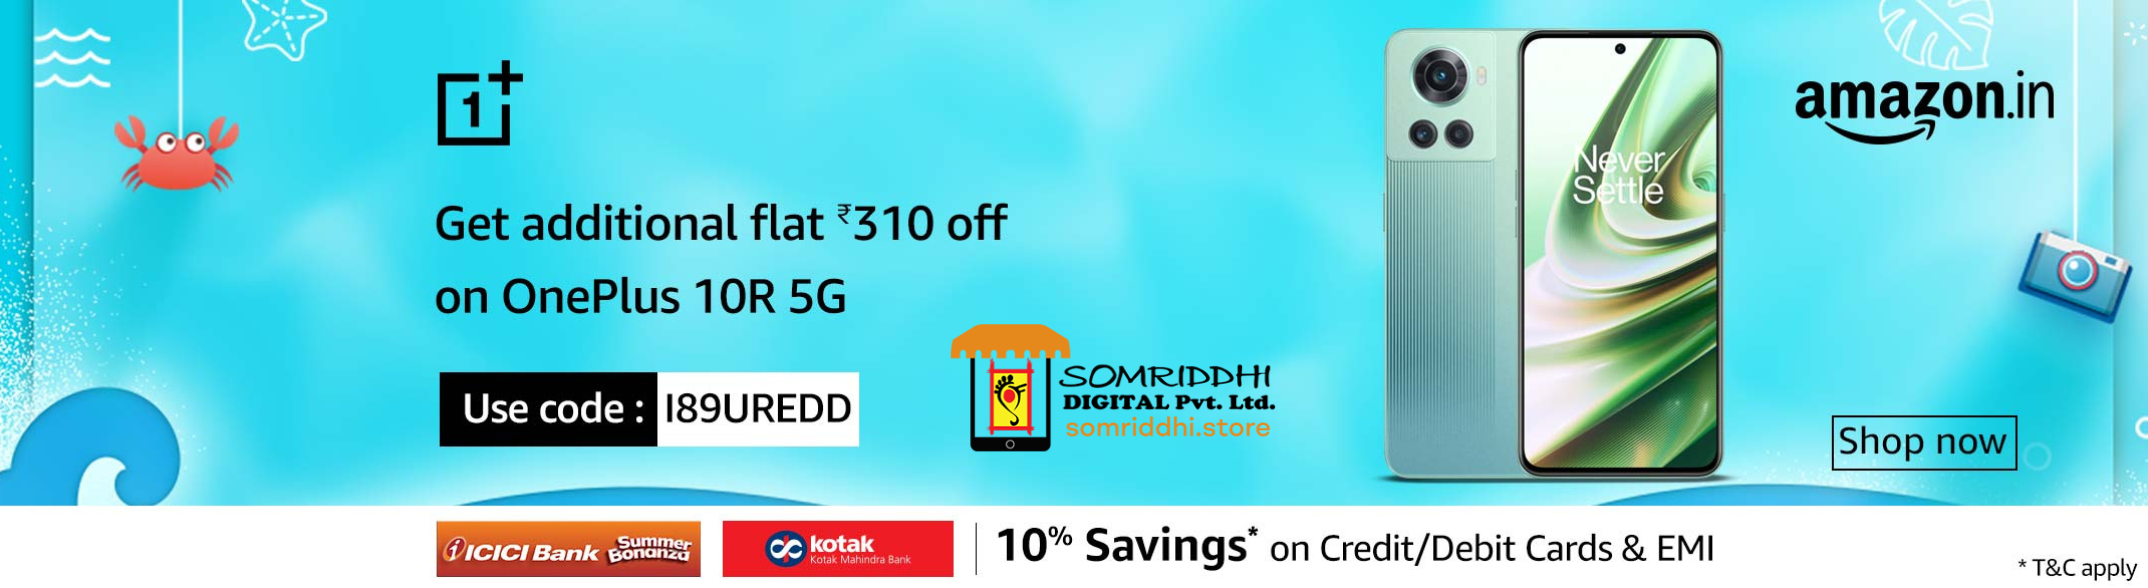 1+
Get additional flat ₹310 off
on OnePlus 10R 5G
Use code : I89UREDD
SOMRIDDHI
DIGITAL Pvt. Ltd.
somriddhi.store
Never
Settle
amazon.in
Shop now
ICICI Bank Summer Bonanza
kotak
Kotak Mahindra Bank
10% Savings* on Credit/Debit Cards & EMI
* T&C apply